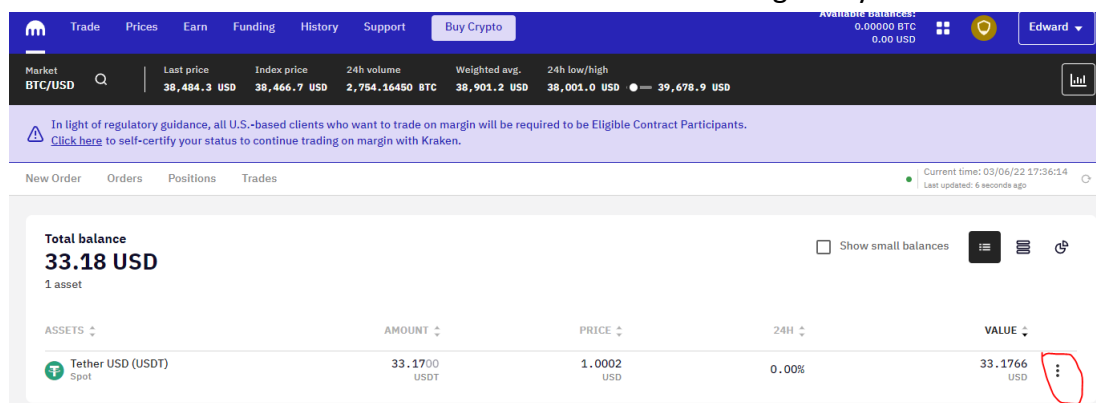 Available Balances:
Trade Prices Earn Funding History Support Buy Crypto 0.00000 BTC Edward
0.00 USD
Market Last price Index price 24h volume Weighted avg. 24h low/high
BTC/USD 38,484.3 USD 38,466.7 USD 2,754.16450 BTC 38,901.2 USD 38,001.0 USD 39,678.9 USD
In light of regulatory guidance, all U.S.-based clients who want to trade on margin will be required to be Eligible Contract Participants.
Click here to self-certify your status to continue trading on margin with Kraken.
New Order Orders Positions Trades Current time: 03/06/22 17:36:14
Last updated: 6 seconds ago
Total balance
33.18 USD Show small balances
1 asset
ASSETS AMOUNT PRICE 24H VALUE
Tether USD (USDT) 33.1700 1.0002 0.00% 33.1766
Spot USDT USD USD